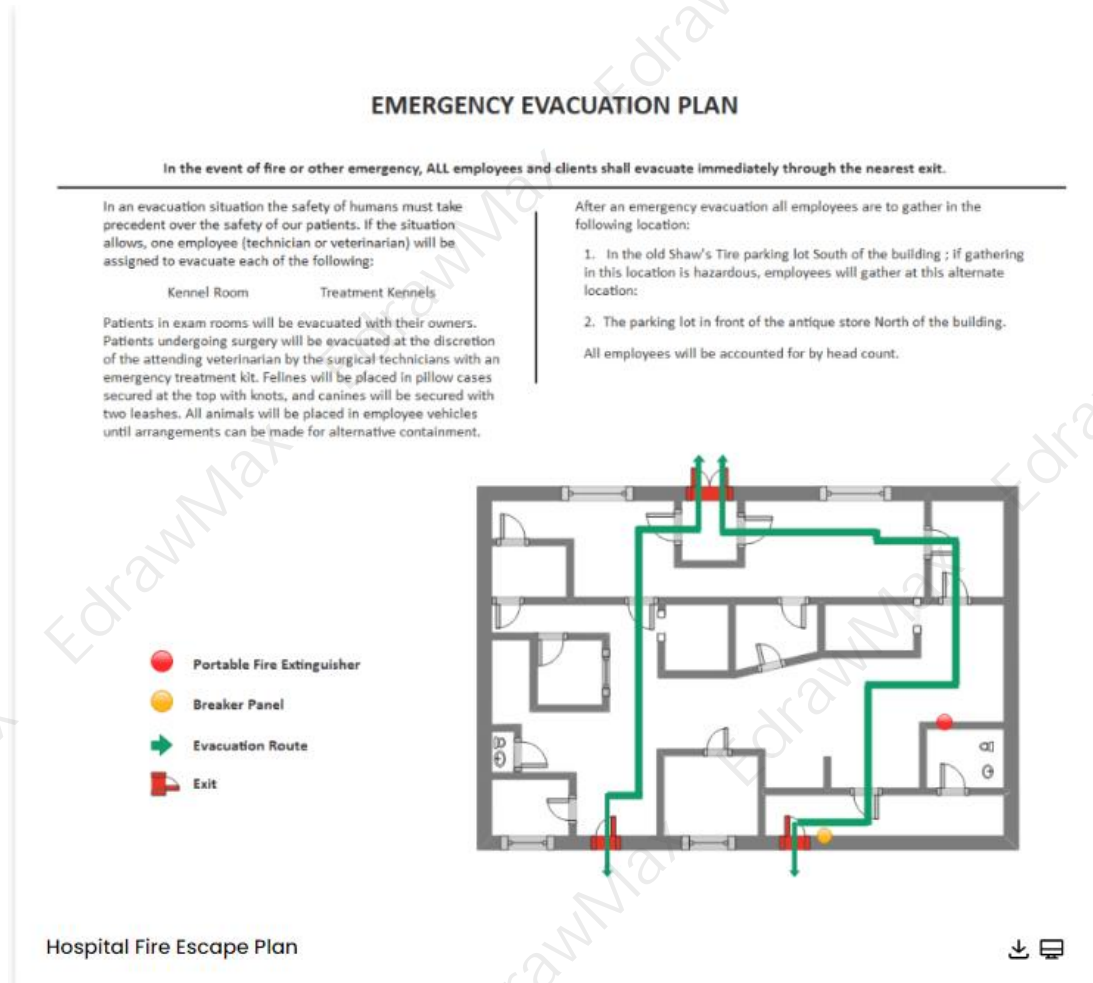 EMERGENCY EVACUATION PLAN
In the event of fire or other emergency, ALL employees and clients shall evacuate immediately through the nearest exit.
In an evacuation situation the safety of humans must take
precedent over the safety of our patients. If the situation
allows, one employee (technician or veterinarian) will be
assigned to evacuate each of the following:
Kennel Room Treatment Kennels
Patients in exam rooms will be evacuated with their owners.
Patients undergoing surgery will be evacuated at the discretion
of the attending veterinarian by the surgical technicians with an
emergency treatment kit. Felines will be placed in pillow cases
secured at the top with knots, and canines will be secured with
two leashes. All animals will be placed in employee vehicles
until arrangements can be made for alternative containment.
After an emergency evacuation all employees are to gather in the
following location:
1. In the old Shaw's Tire parking lot South of the building ; if gathering
in this location is hazardous, employees will gather at this alternate
location:
2. The parking lot in front of the antique store North of the building.
All employees will be accounted for by head count.
Portable Fire Extinguisher
Breaker Panel
Evacuation Route
Exit
Hospital Fire Escape Plan
EdrawMax
EdrawMax
EdrawMax
EdrawMax